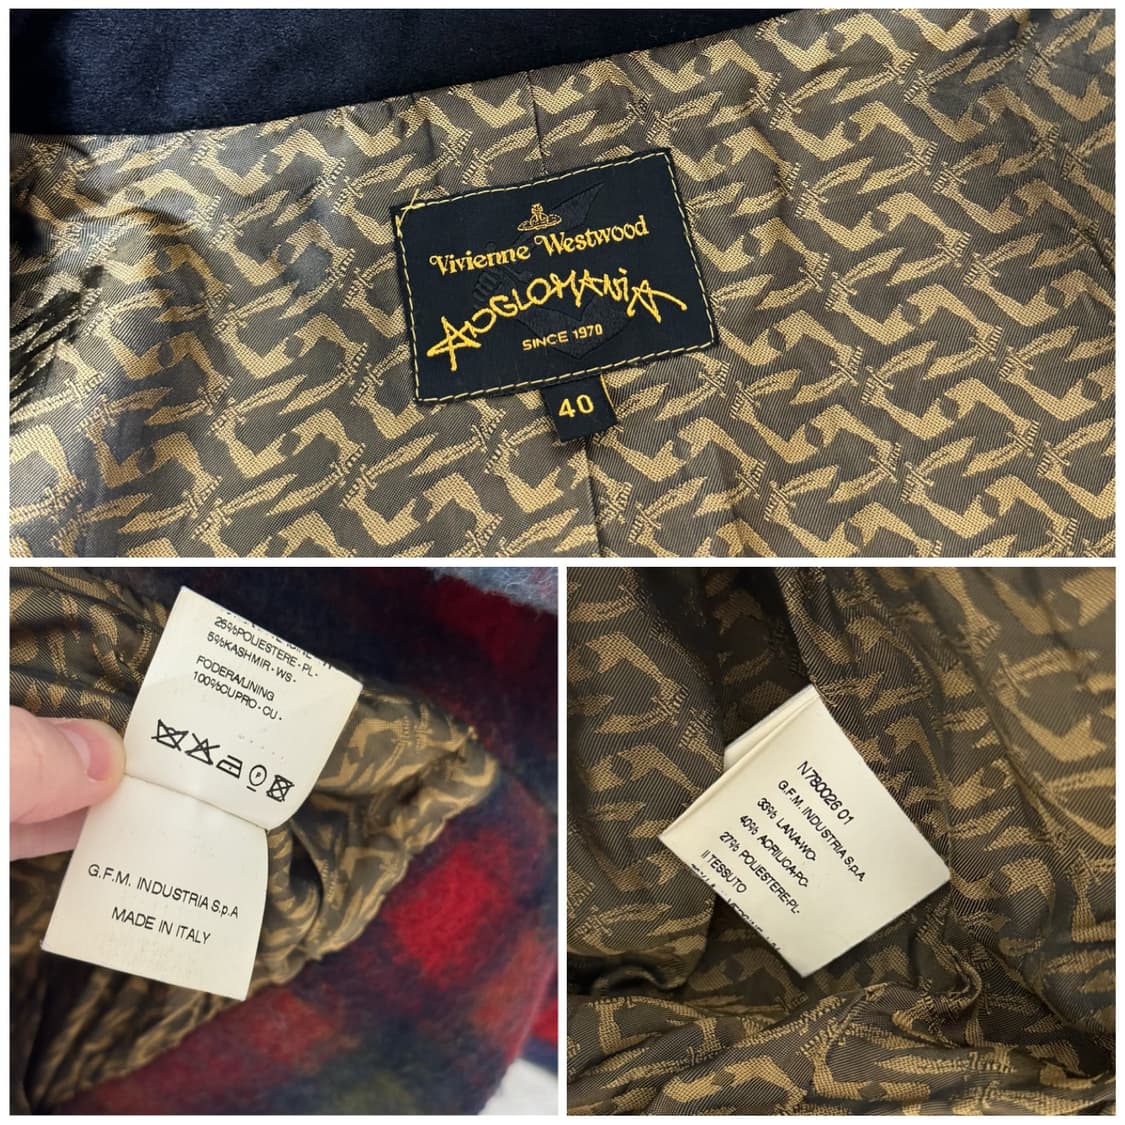 Vivienne Westwood
ANGLOMANIA
SINCE 1970
40
25%POLIESTERE-PL-
5%KASHMIR-WS-
FODERA/LINING
100%CUPRO-CU-
P
G.F.M. INDUSTRIA S.p.A
MADE IN ITALY
N780026 01
G.F.M. INDUSTRIA S.p.A.
33% LANA-WO-
40% ACRILICA-PC-
27% POLIESTERE-PL-
II TESSUTO